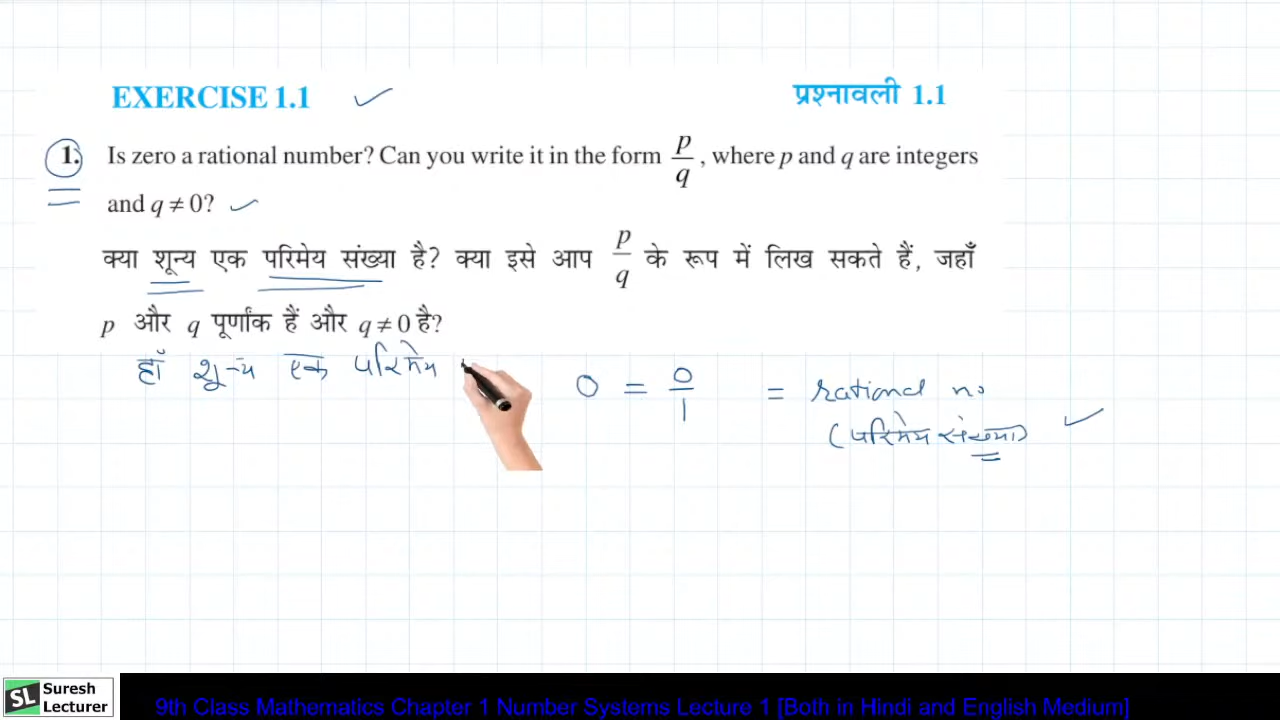 EXERCISE 1.1
प्रश्नावली 1.1
1. Is zero a rational number? Can you write it in the form p/q, where p and q are integers
and q ≠ 0?
क्या शून्य एक परिमेय संख्या है? क्या इसे आप p/q के रूप में लिख सकते हैं, जहाँ
p और q पूर्णांक हैं और q ≠ 0 है?
हाँ शून्य एक परिमेय
0 = 0/1 = rational no
(परिमेय संख्या)
SL Suresh Lecturer
9th Class Mathematics Chapter 1 Number Systems Lecture 1 [Both in Hindi and English Medium]